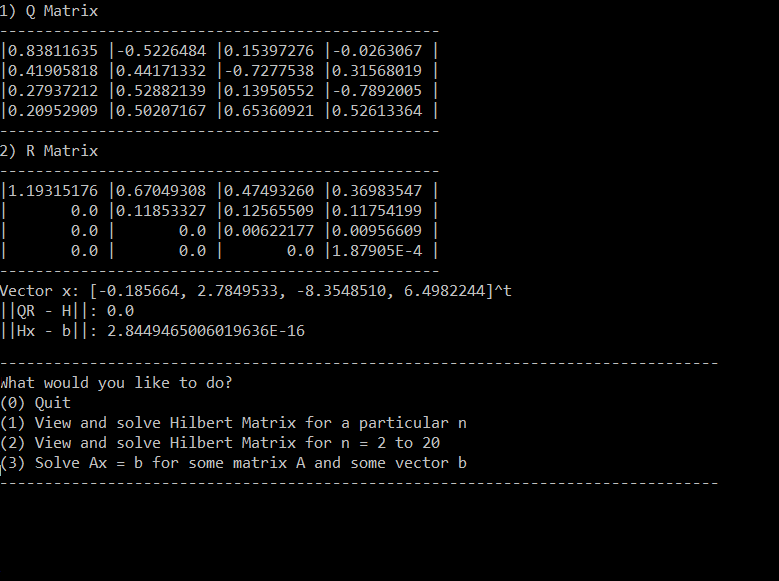 1) Q Matrix
-------------------------------------------------
|0.83811635 |-0.5226484 |0.15397276 |-0.0263067 |
|0.41905818 |0.44171332 |-0.7277538 |0.31568019 |
|0.27937212 |0.52882139 |0.13950552 |-0.7892005 |
|0.20952909 |0.50207167 |0.65360921 |0.52613364 |
-------------------------------------------------
2) R Matrix
-------------------------------------------------
|1.19315176 |0.67049308 |0.47493260 |0.36983547 |
|       0.0 |0.11853327 |0.12565509 |0.11754199 |
|       0.0 |       0.0 |0.00622177 |0.00956609 |
|       0.0 |       0.0 |       0.0 |1.87905E-4 |
-------------------------------------------------
Vector x: [-0.185664, 2.7849533, -8.3548510, 6.4982244]^t
||QR - H||: 0.0
||Hx - b||: 2.8449465006019636E-16
--------------------------------------------------------------------------------
What would you like to do?
(0) Quit
(1) View and solve Hilbert Matrix for a particular n
(2) View and solve Hilbert Matrix for n = 2 to 20
(3) Solve Ax = b for some matrix A and some vector b
--------------------------------------------------------------------------------